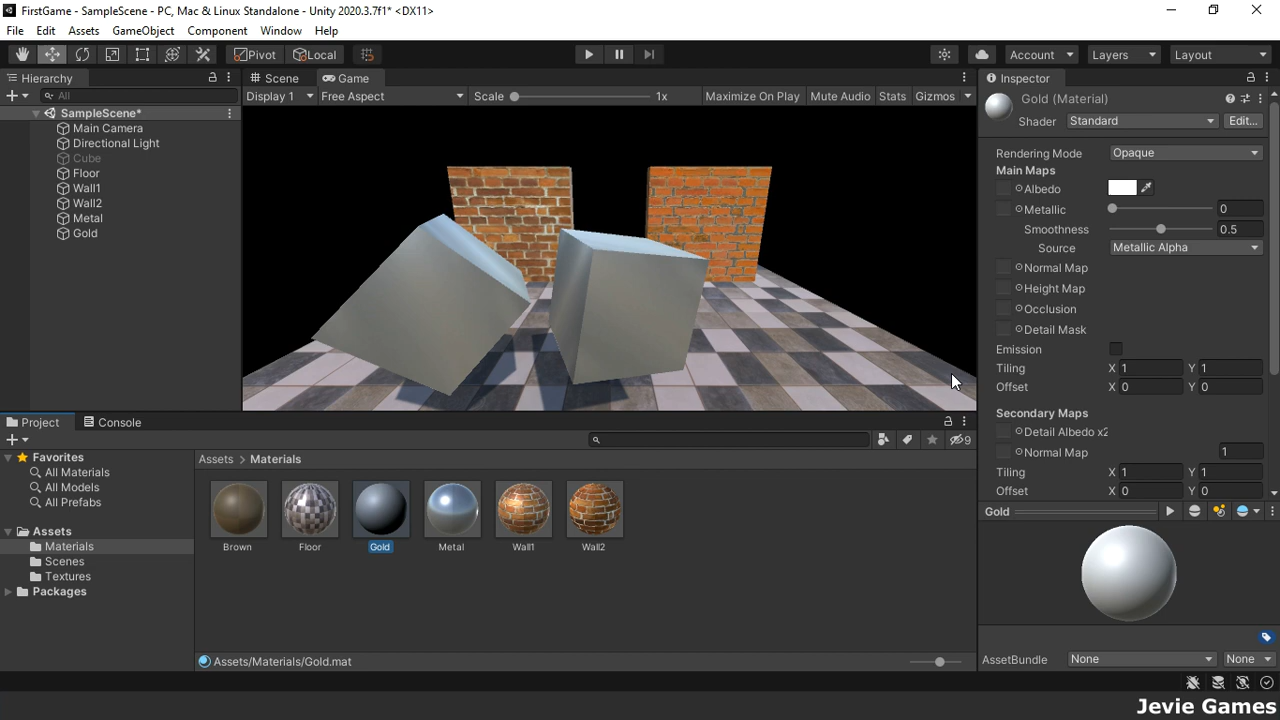 FirstGame - SampleScene - PC, Mac & Linux Standalone - Unity 2020.3.7f1* <DX11>
File Edit Assets GameObject Component Window Help
Pivot Local Account Layers Layout
Hierarchy
All
SampleScene*
Main Camera
Directional Light
Cube
Floor
Wall1
Wall2
Metal
Gold
Scene Game
Display 1 Free Aspect Scale 1x Maximize On Play Mute Audio Stats Gizmos
Inspector
Gold (Material)
Shader Standard Edit...
Rendering Mode Opaque
Main Maps
Albedo
Metallic 0
Smoothness 0.5
Source Metallic Alpha
Normal Map
Height Map
Occlusion
Detail Mask
Emission
Tiling X 1 Y 1
Offset X 0 Y 0
Secondary Maps
Detail Albedo x2
Normal Map 1
Tiling X 1 Y 1
Offset X 0 Y 0
Gold
AssetBundle None None
Project Console
9
Favorites
All Materials
All Models
All Prefabs
Assets
Materials
Scenes
Textures
Packages
Assets > Materials
Brown Floor Gold Metal Wall1 Wall2
Assets/Materials/Gold.mat
Jevie Games